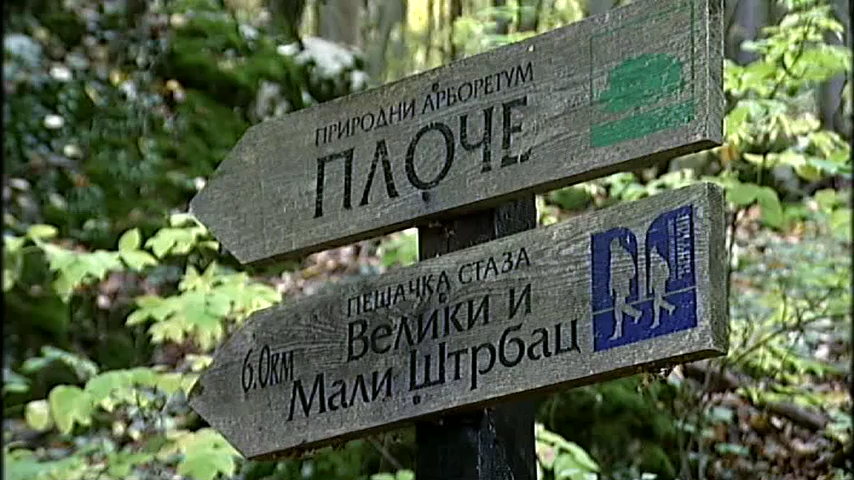 ПРИРОДНИ АРБОРЕТУМ
ПЛОЧЕ
ПЕШАЧКА СТАЗА
Велики и
6.0км Мали Штрбац